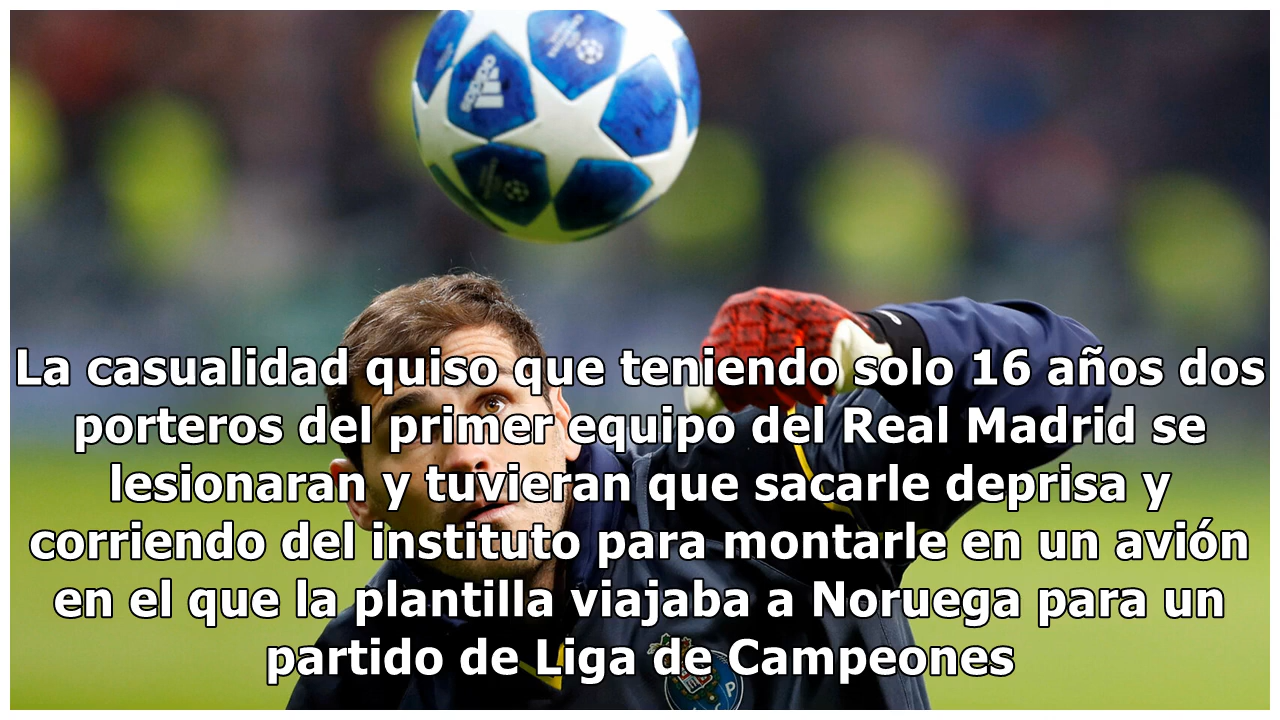 adidas
La casualidad quiso que teniendo solo 16 años dos
porteros del primer equipo del Real Madrid se
lesionaran y tuvieran que sacarle deprisa y
corriendo del instituto para montarle en un avión
en el que la plantilla viajaba a Noruega para un
partido de Liga de Campeones